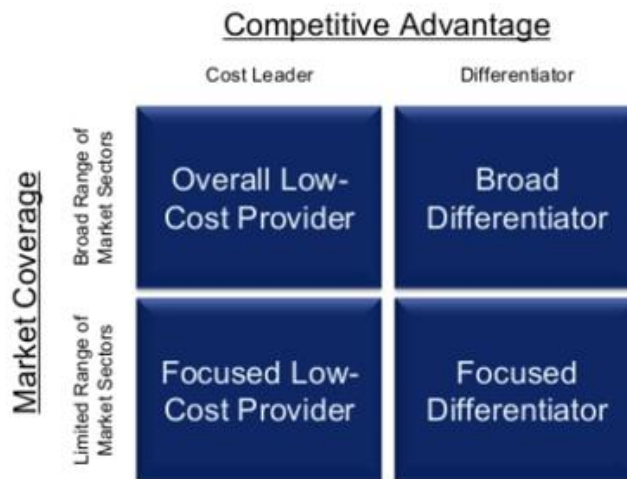 Competitive Advantage
Cost Leader
Differentiator
Market Coverage
Broad Range of
Market Sectors
Overall Low-
Cost Provider
Broad
Differentiator
Limited Range of
Market Sectors
Focused Low-
Cost Provider
Focused
Differentiator